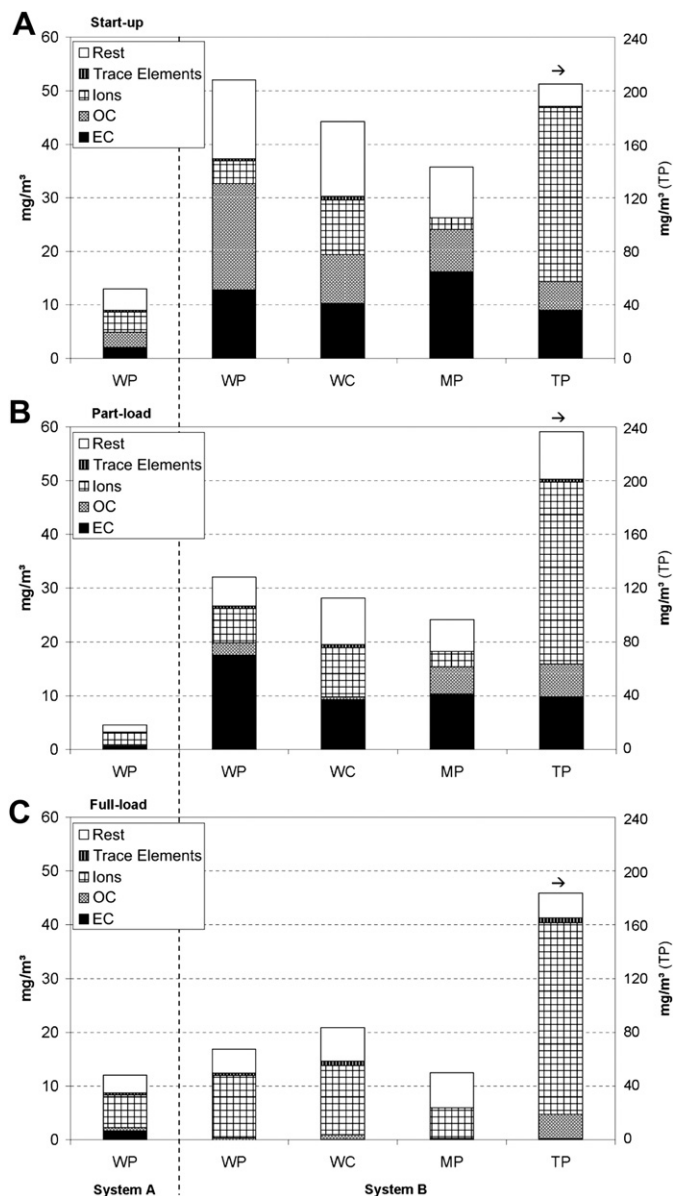 A
Start-up
60
50
40
30
20
10
0
mg/m³
Rest
Trace Elements
Ions
OC
EC
→
240
200
160
120
80
40
0
mg/m³ (TP)
WP WP WC MP TP
B
Part-load
60
50
40
30
20
10
0
mg/m³
Rest
Trace Elements
Ions
OC
EC
→
240
200
160
120
80
40
0
mg/m³ (TP)
WP WP WC MP TP
C
Full-load
60
50
40
30
20
10
0
mg/m³
Rest
Trace Elements
Ions
OC
EC
→
240
200
160
120
80
40
0
mg/m³ (TP)
WP WP WC MP TP
System A System B